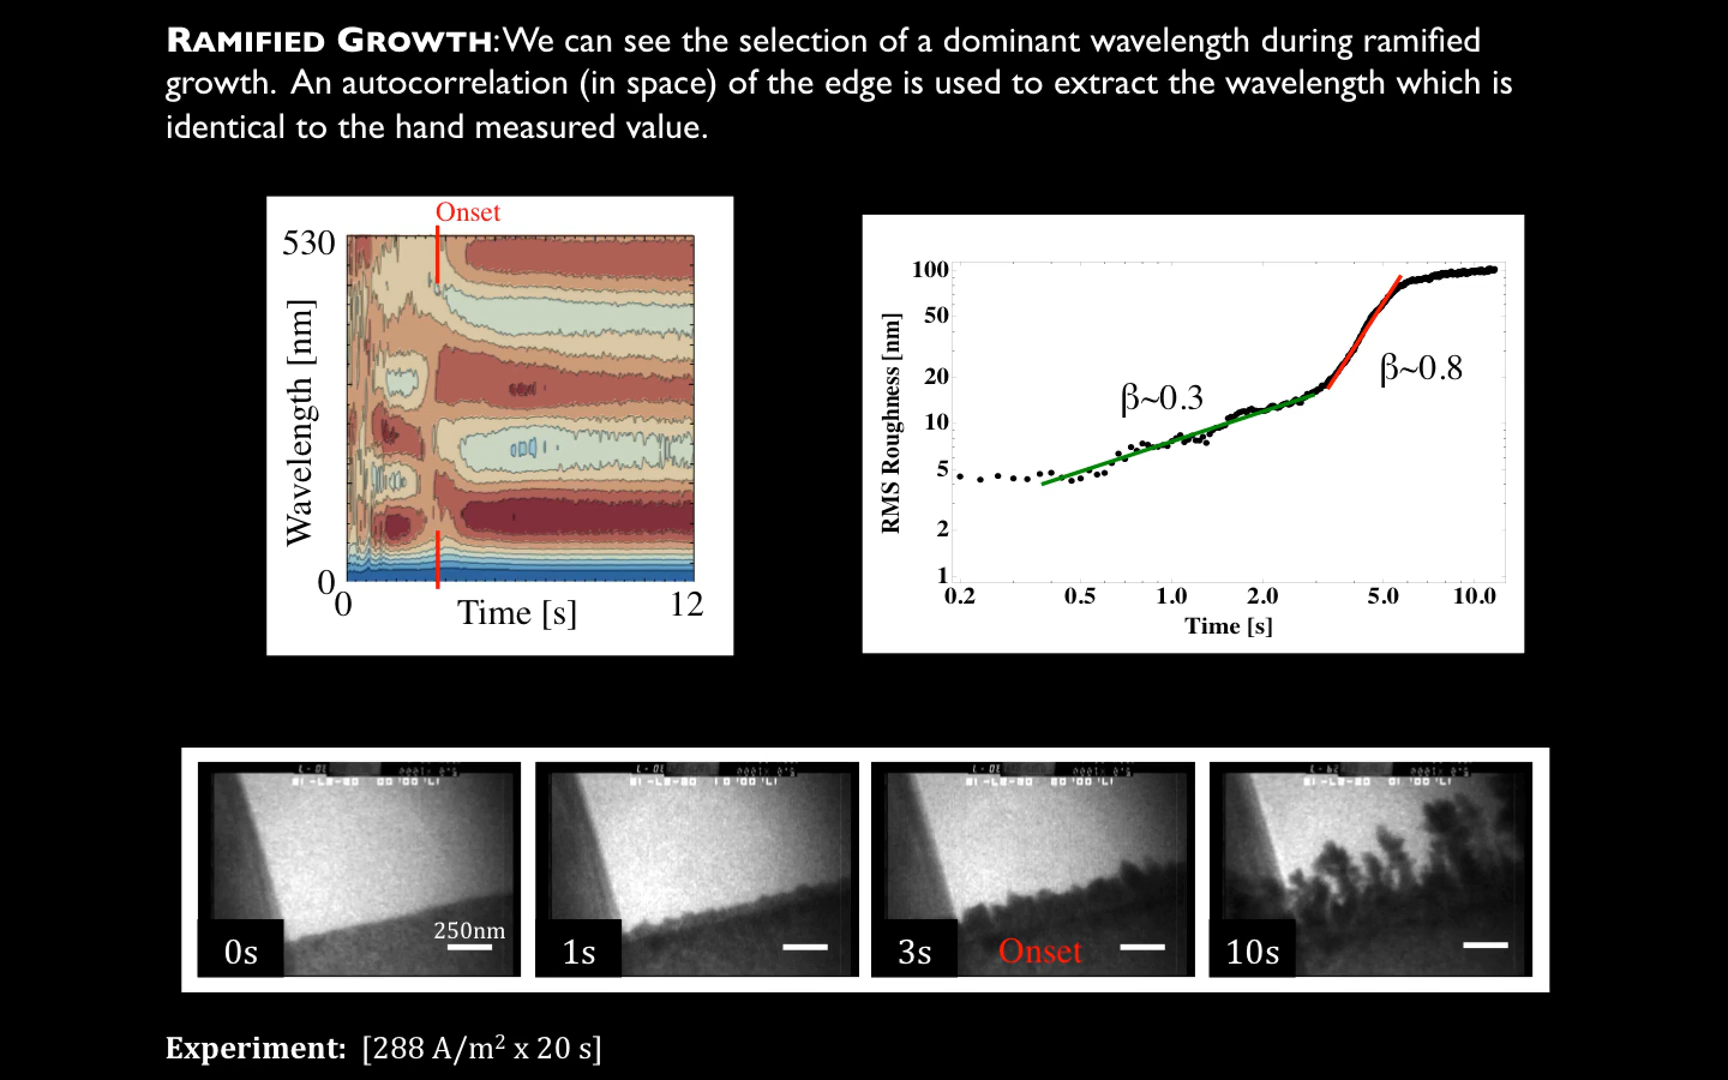 RAMIFIED GROWTH: We can see the selection of a dominant wavelength during ramified
growth. An autocorrelation (in space) of the edge is used to extract the wavelength which is
identical to the hand measured value.
Onset
530
Wavelength [nm]
0
0
Time [s]
12
100
50
20
10
5
2
1
RMS Roughness [nm]
β~0.3
β~0.8
0.2
0.5
1.0
2.0
5.0
10.0
Time [s]
0s
250nm
1s
3s
Onset
10s
Experiment: [288 A/m² x 20 s]